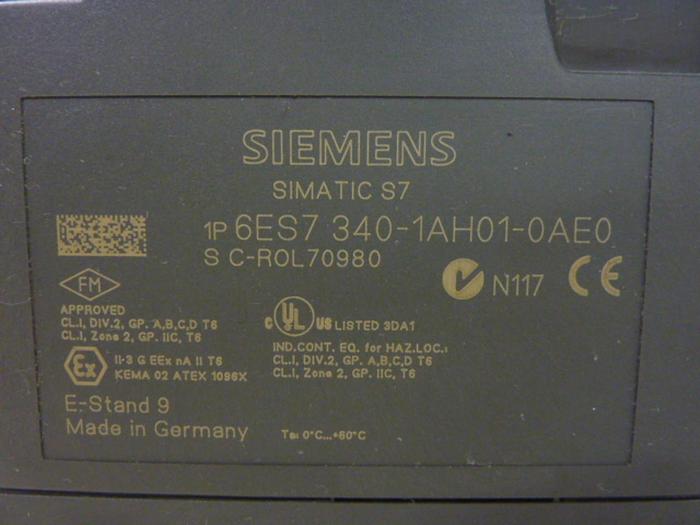 SIEMENS
SIMATIC S7
1P 6ES7 340-1AH01-0AE0
S C-R0L70980
N117 CE
FM
APPROVED
CL.I, DIV.2, GP. A,B,C,D T6
CL.I, Zone 2, GP. IIC, T6
c UL US LISTED 3DA1
IND.CONT. EQ. for HAZ.LOC.:
CL.I, DIV.2, GP. A,B,C,D T6
CL.I, Zone 2, GP. IIC, T6
Ex II-3 G EEx nA II T6
KEMA 02 ATEX 1096X
E-Stand 9
Made in Germany
Ta: 0°C...+60°C